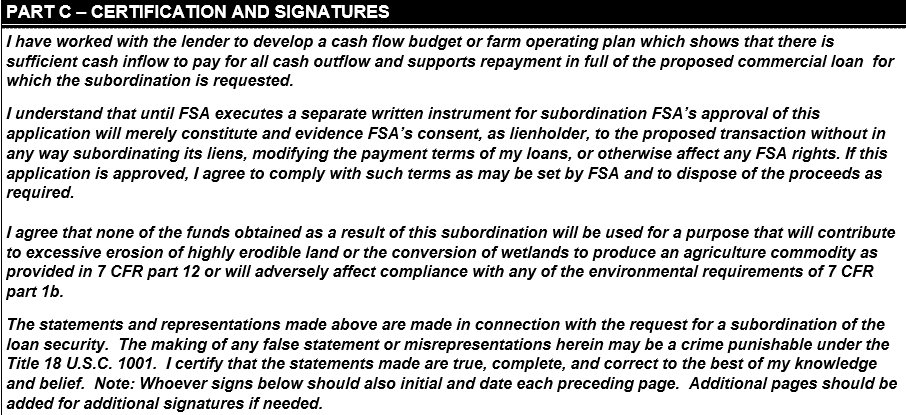 PART C – CERTIFICATION AND SIGNATURES
I have worked with the lender to develop a cash flow budget or farm operating plan which shows that there is
sufficient cash inflow to pay for all cash outflow and supports repayment in full of the proposed commercial loan  for
which the subordination is requested.
I understand that until FSA executes a separate written instrument for subordination FSA's approval of this
application will merely constitute and evidence FSA's consent, as lienholder, to the proposed transaction without in
any way subordinating its liens, modifying the payment terms of my loans, or otherwise affect any FSA rights. If this
application is approved, I agree to comply with such terms as may be set by FSA and to dispose of the proceeds as
required.
I agree that none of the funds obtained as a result of this subordination will be used for a purpose that will contribute
to excessive erosion of highly erodible land or the conversion of wetlands to produce an agriculture commodity as
provided in 7 CFR part 12 or will adversely affect compliance with any of the environmental requirements of 7 CFR
part 1b.
The statements and representations made above are made in connection with the request for a subordination of the
loan security.  The making of any false statement or misrepresentations herein may be a crime punishable under the
Title 18 U.S.C. 1001.  I certify that the statements made are true, complete, and correct to the best of my knowledge
and belief.  Note: Whoever signs below should also initial and date each preceding page.  Additional pages should be
added for additional signatures if needed.